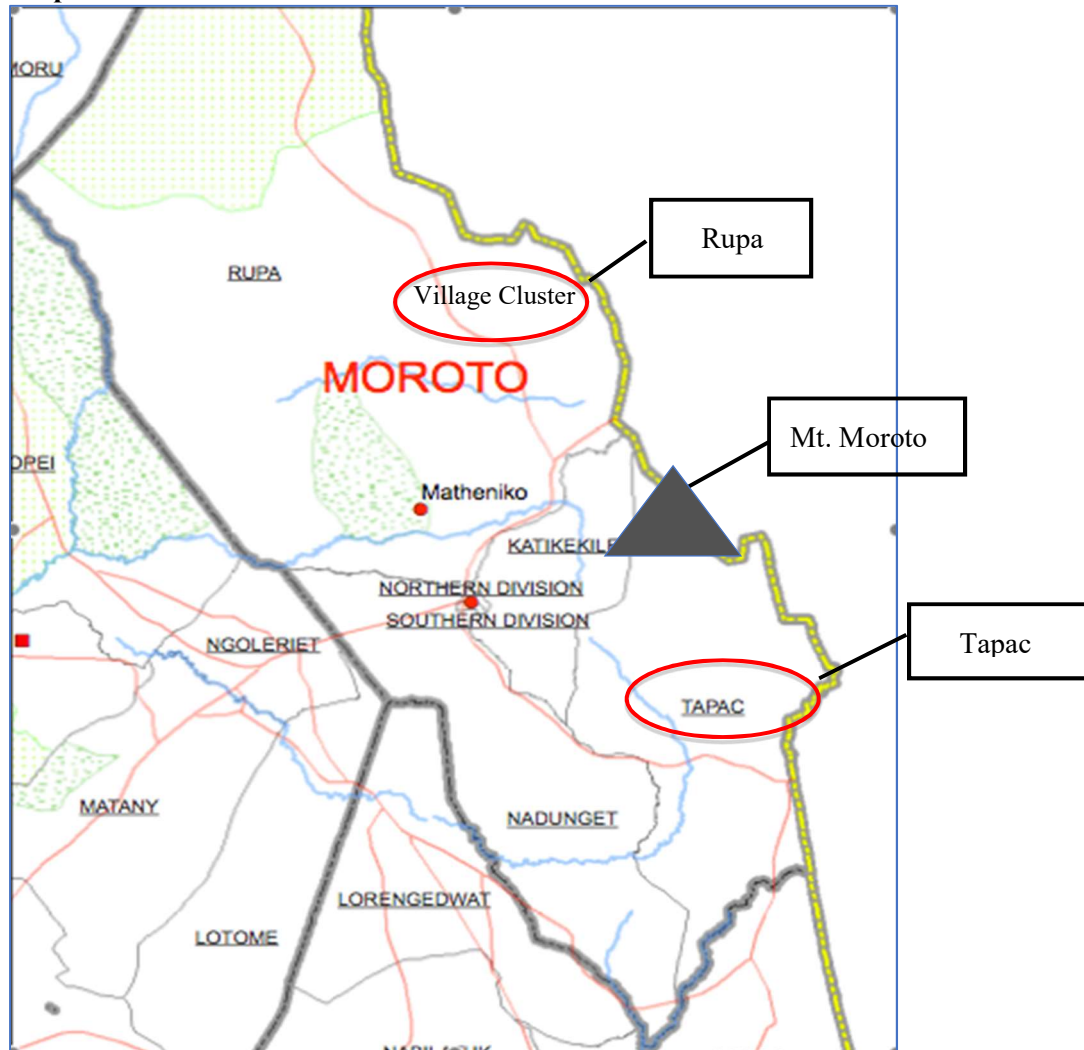 MORU
Rupa
RUPA
Village Cluster
MOROTO
Mt. Moroto
OPEI
Matheniko
KATIKEKILE
NORTHERN DIVISION
SOUTHERN DIVISION
NGOLERIET
Tapac
TAPAC
MATANY
NADUNGET
LORENGEDWAT
LOTOME